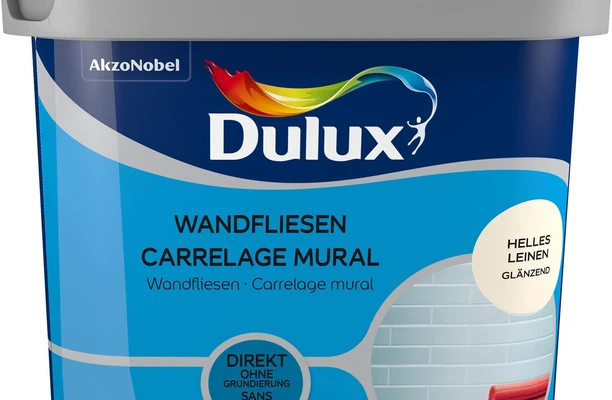 AkzoNobel
Dulux
WANDFLIESEN
CARRELAGE MURAL
Wandfliesen · Carrelage mural
HELLES
LEINEN
GLÄNZEND
DIREKT
OHNE
GRUNDIERUNG
SANS